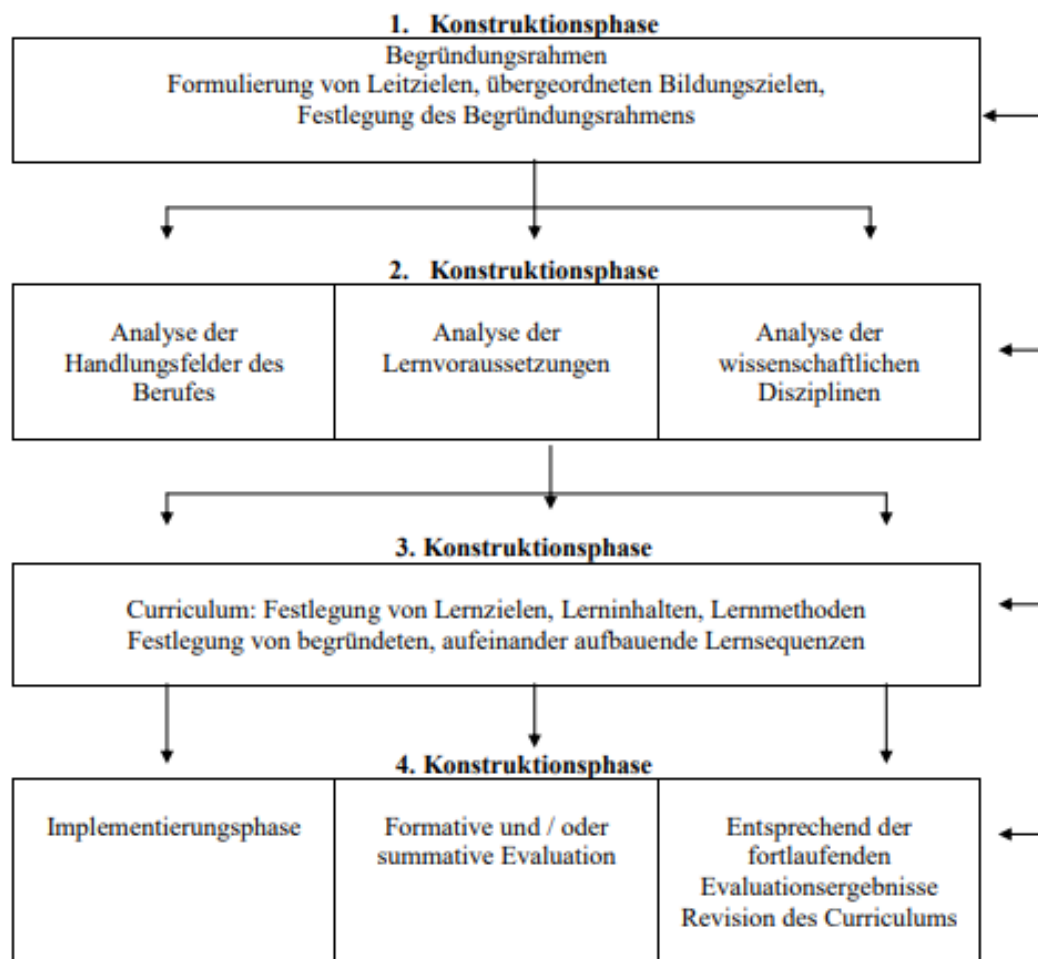 1. Konstruktionsphase
Begründungsrahmen
Formulierung von Leitzielen, übergeordneten Bildungszielen,
Festlegung des Begründungsrahmens
2. Konstruktionsphase
Analyse der
Handlungsfelder des
Berufes
Analyse der
Lernvoraussetzungen
Analyse der
wissenschaftlichen
Disziplinen
3. Konstruktionsphase
Curriculum: Festlegung von Lernzielen, Lerninhalten, Lernmethoden
Festlegung von begründeten, aufeinander aufbauende Lernsequenzen
4. Konstruktionsphase
Implementierungsphase
Formative und / oder
summative Evaluation
Entsprechend der
fortlaufenden
Evaluationsergebnisse
Revision des Curriculums